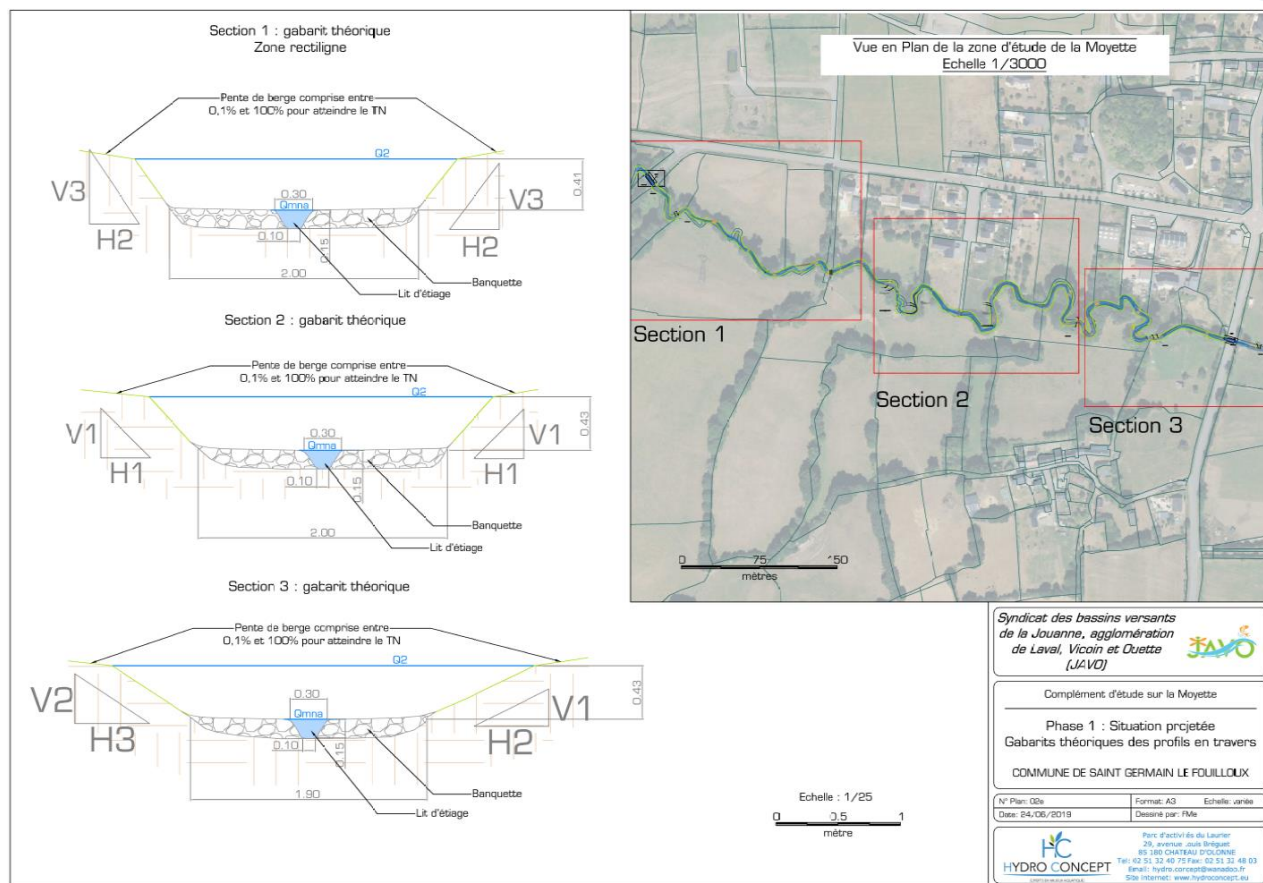 Section 1 : gabarit théorique
Zone rectiligne
Pente de berge comprise entre
0,1% et 100% pour atteindre le TN
Q2
V3
H2
V3
H2
0.41
0.30
Qmna
0.10
0.15
2.00
Banquette
Lit d'étiage
Section 2 : gabarit théorique
Pente de berge comprise entre
0,1% et 100% pour atteindre le TN
Q2
V1
H1
V1
H1
0.43
0.30
Qmna
0.10
0.15
2.00
Banquette
Lit d'étiage
Section 3 : gabarit théorique
Pente de berge comprise entre
0,1% et 100% pour atteindre le TN
Q2
V2
H3
V1
H2
0.43
0.30
Qmna
0.10
0.15
1.90
Banquette
Lit d'étiage
Vue en Plan de la zone d'étude de la Moyette
Echelle 1/3000
Section 1
Section 2
Section 3
0 75 150
mètres
Echelle : 1/25
0 0.5 1
mètre
Syndicat des bassins versants
de la Jouanne, agglomération
de Laval, Vicoin et Ouette
(JAVO)
JAVO
Complément d'étude sur la Moyette
Phase 1 : Situation prjetée
Gabarits théoriques des profils en travers
COMMUNE DE SAINT GERMAIN LE FOUILLOUX
N° Plan: 02e
Format: A3 Echelle: variée
Date: 24/06/2019
Dessiné par: FMe
HC
HYDRO CONCEPT
Parc d'activités du Laurier
29, avenue Louis Bréguet
85 180 CHATEAU D'OLONNE
Tel: 02 51 32 40 75 Fax: 02 51 32 48 03
Email: hydro.concept@wanadoo.fr
Site Internet: www.hydroconcept.eu